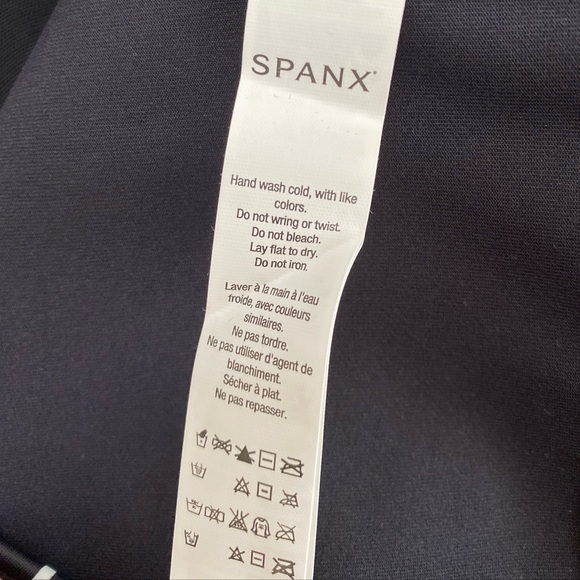 SPANX®
Hand wash cold, with like
colors.
Do not wring or twist.
Do not bleach.
Lay flat to dry.
Do not iron.
Laver à la main à l'eau
froide, avec couleurs
similaires.
Ne pas tordre.
Ne pas utiliser d'agent de
blanchiment.
Sécher à plat.
Ne pas repasser.